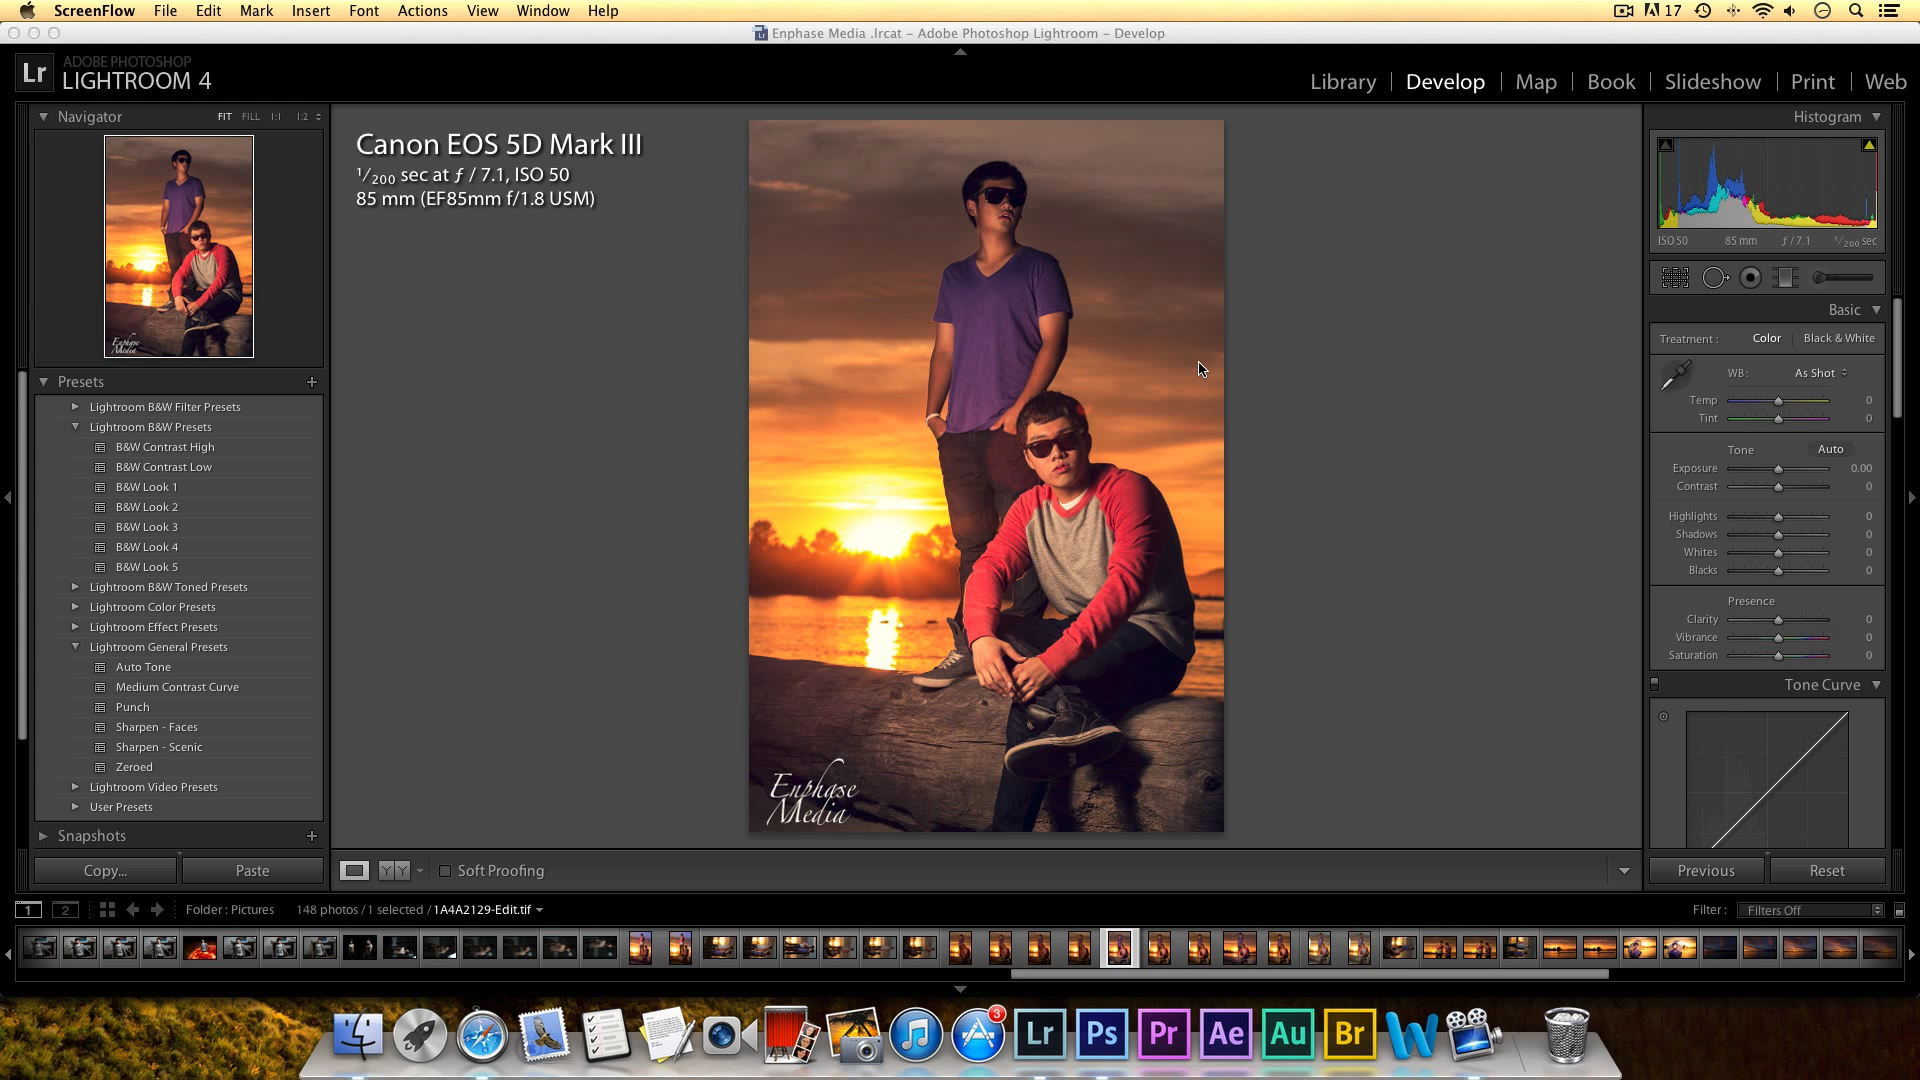 ScreenFlow File Edit Mark Insert Font Actions View Window Help 17
Enphase Media .lrcat – Adobe Photoshop Lightroom – Develop
Lr ADOBE PHOTOSHOP
LIGHTROOM 4
Library Develop Map Book Slideshow Print Web
Navigator FIT FILL 1:1 1:2
Enphase
Media
Presets +
Lightroom B&W Filter Presets
Lightroom B&W Presets
B&W Contrast High
B&W Contrast Low
B&W Look 1
B&W Look 2
B&W Look 3
B&W Look 4
B&W Look 5
Lightroom B&W Toned Presets
Lightroom Color Presets
Lightroom Effect Presets
Lightroom General Presets
Auto Tone
Medium Contrast Curve
Punch
Sharpen - Faces
Sharpen - Scenic
Zeroed
Lightroom Video Presets
User Presets
Snapshots +
Copy... Paste
Canon EOS 5D Mark III
1/200 sec at ƒ / 7.1, ISO 50
85 mm (EF85mm f/1.8 USM)
Enphase
Media
Y Y Soft Proofing
Histogram
ISO 50 85 mm ƒ / 7.1 1/200 sec
Basic
Treatment : Color Black & White
WB : As Shot
Temp 0
Tint 0
Tone Auto
Exposure 0.00
Contrast 0
Highlights 0
Shadows 0
Whites 0
Blacks 0
Presence
Clarity 0
Vibrance 0
Saturation 0
Tone Curve
Previous Reset
1 2 Folder : Pictures 148 photos / 1 selected / 1A4A2129-Edit.tif Filter : Filters Off
3
Lr Ps Pr Ae Au Br W